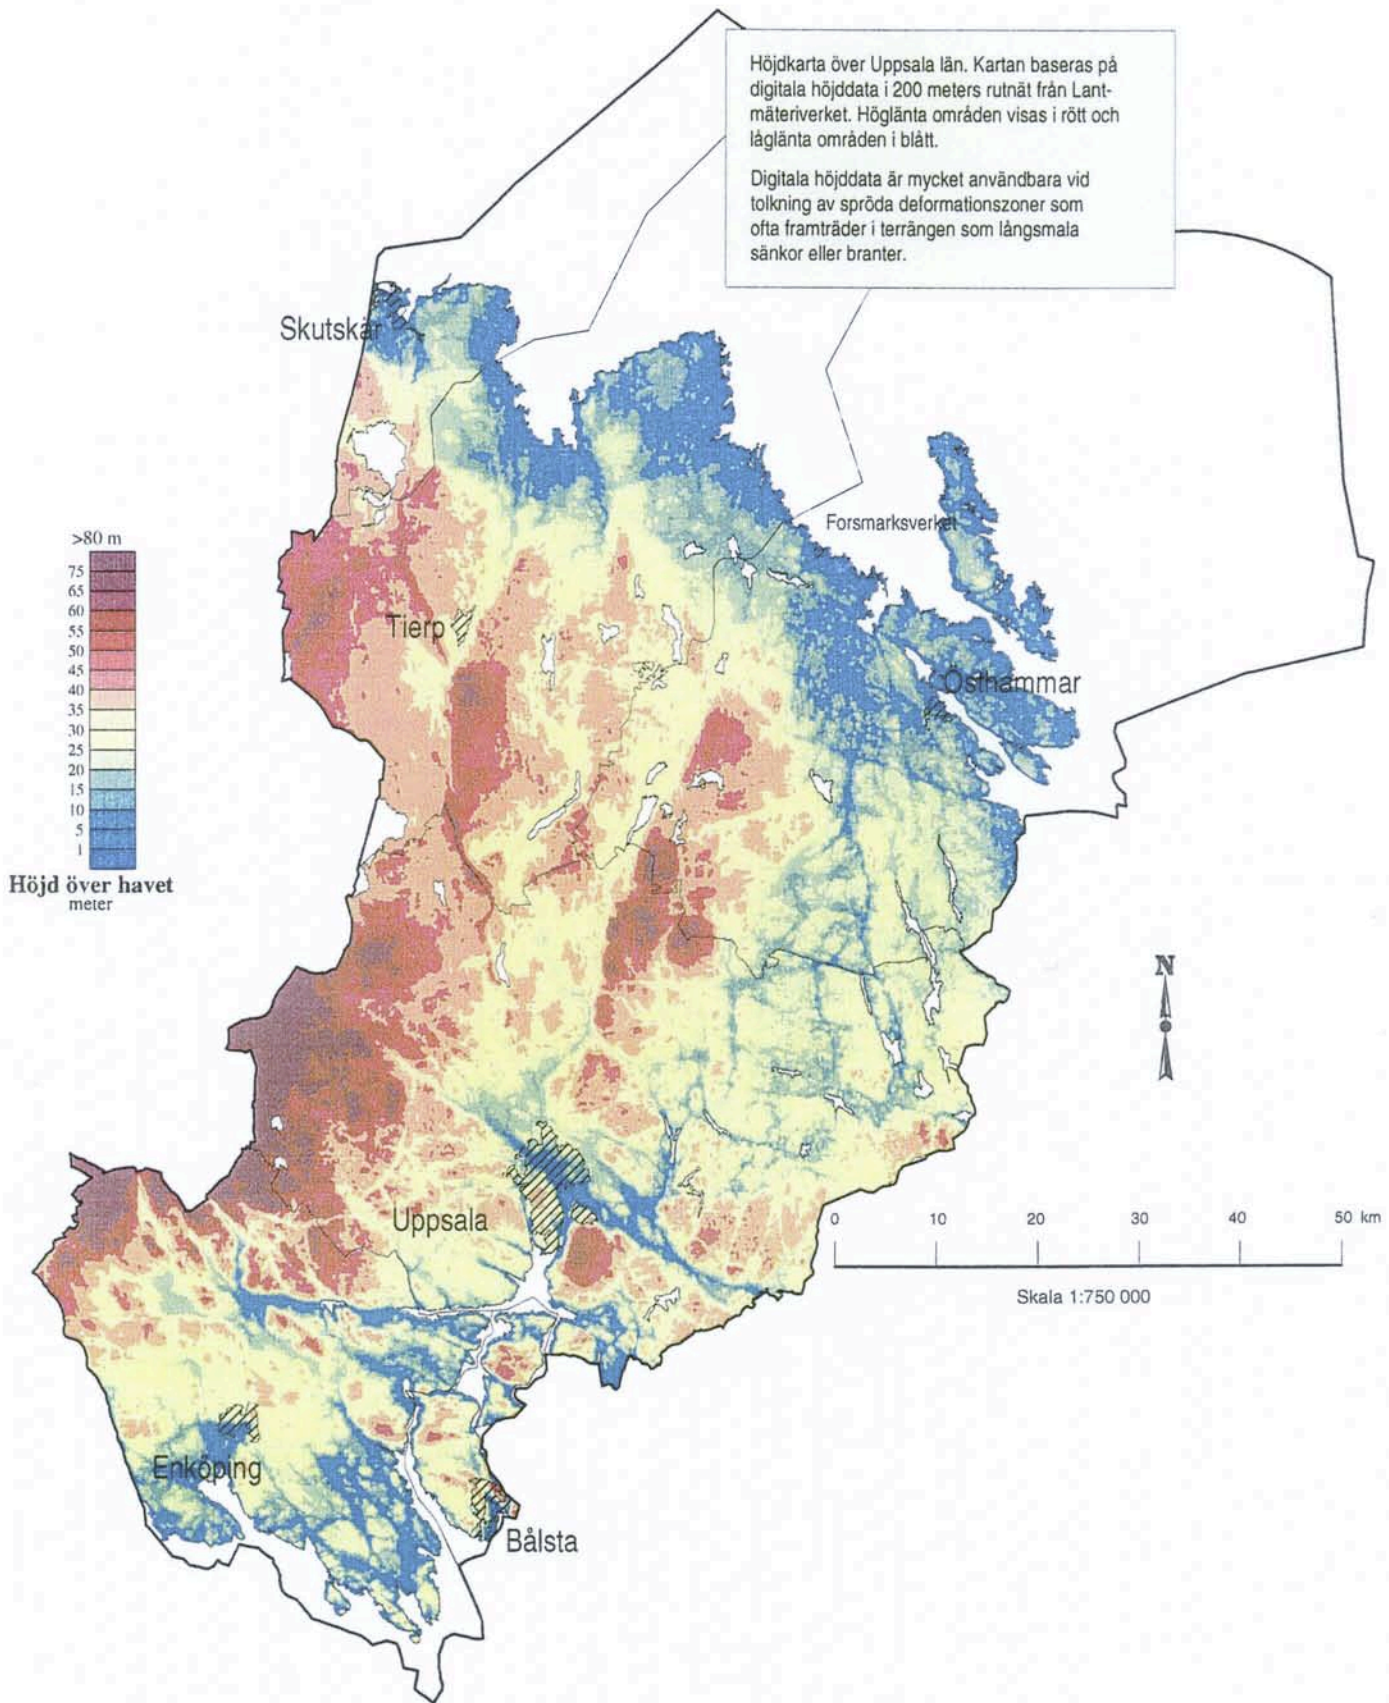 Höjdkarta över Uppsala län. Kartan baseras på
digitala höjddata i 200 meters rutnät från Lant-
mäteriverket. Höglänta områden visas i rött och
låglänta områden i blått.
Digitala höjddata är mycket användbara vid
tolkning av spröda deformationszoner som
ofta framträder i terrängen som långsmala
sänkor eller branter.
Skutskär
Forsmarksverket
>80 m
75
65
60
55
50
45
40
35
30
25
20
15
10
5
1
Höjd över havet
meter
Tierp
Östhammar
N
Uppsala
0 10 20 30 40 50 km
Skala 1:750 000
Enköping
Bålsta